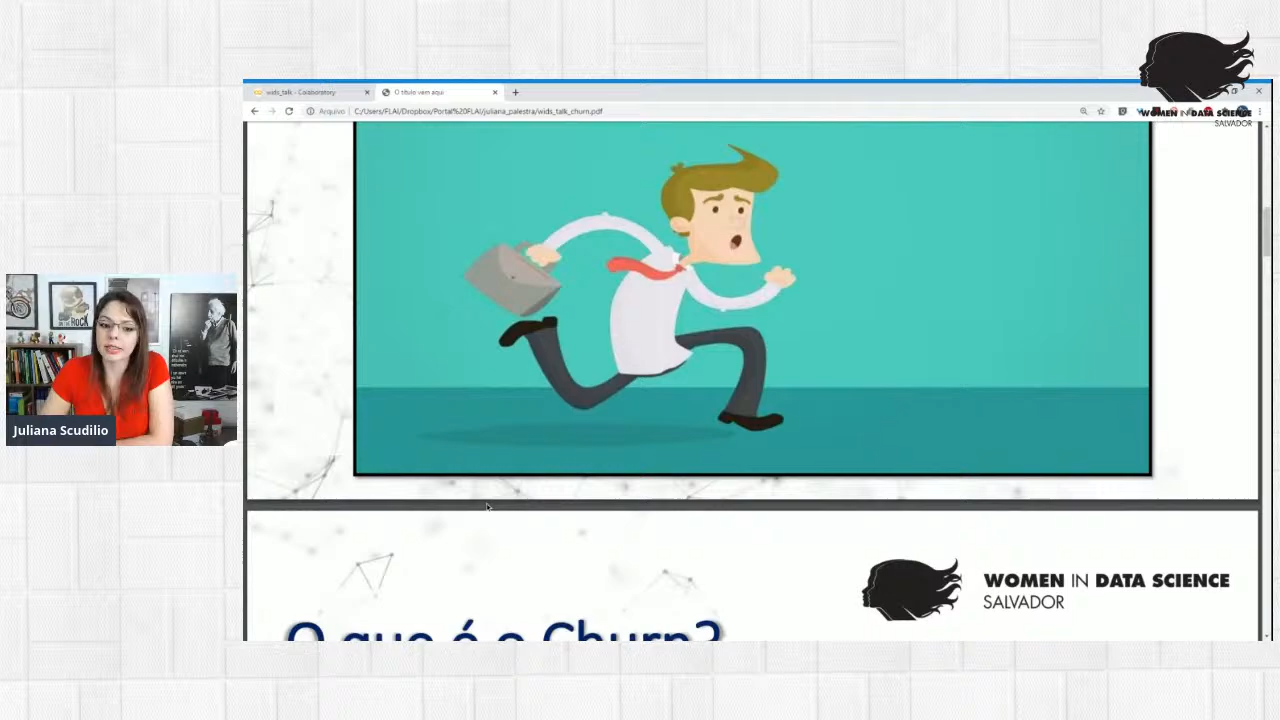 WOMEN IN DATA SCIENCE
SALVADOR
wids_talk - Colaboratory
O título vem aqui
Arquivo
C:/Users/FLAI/Dropbox/Portal%20FLAI/juliana_palestra/wids_talk_churn.pdf
ROCK
Juliana Scudilio
WOMEN IN DATA SCIENCE
SALVADOR
O que é o Churn?